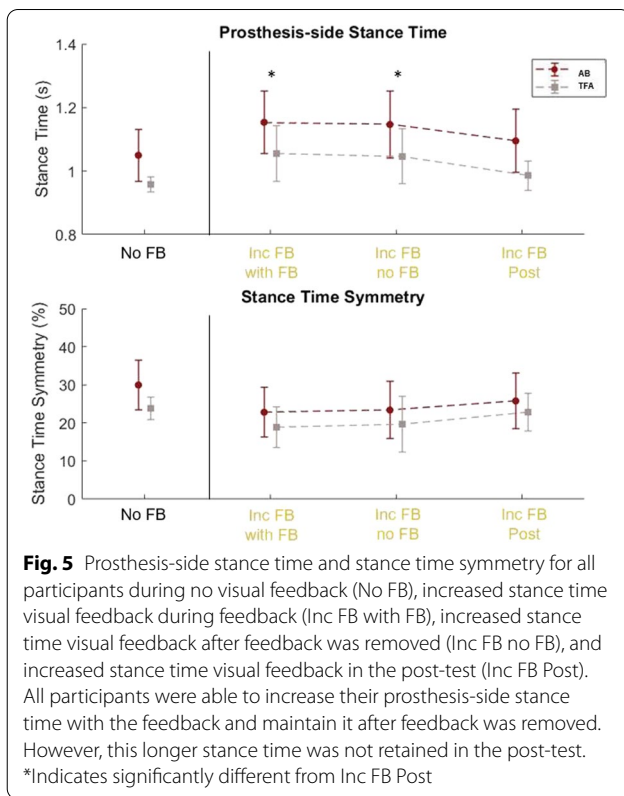 Prosthesis-side Stance Time
1.4
1.2
1
0.8
Stance Time (s)
*
*
AB
TFA
No FB
Inc FB
with FB
Inc FB
no FB
Inc FB
Post
Stance Time Symmetry
50
40
30
20
10
0
Stance Time Symmetry (%)
No FB
Inc FB
with FB
Inc FB
no FB
Inc FB
Post
Fig. 5 Prosthesis-side stance time and stance time symmetry for all
participants during no visual feedback (No FB), increased stance time
visual feedback during feedback (Inc FB with FB), increased stance
time visual feedback after feedback was removed (Inc FB no FB), and
increased stance time visual feedback in the post-test (Inc FB Post).
All participants were able to increase their prosthesis-side stance
time with the feedback and maintain it after feedback was removed.
However, this longer stance time was not retained in the post-test.
*Indicates significantly different from Inc FB Post